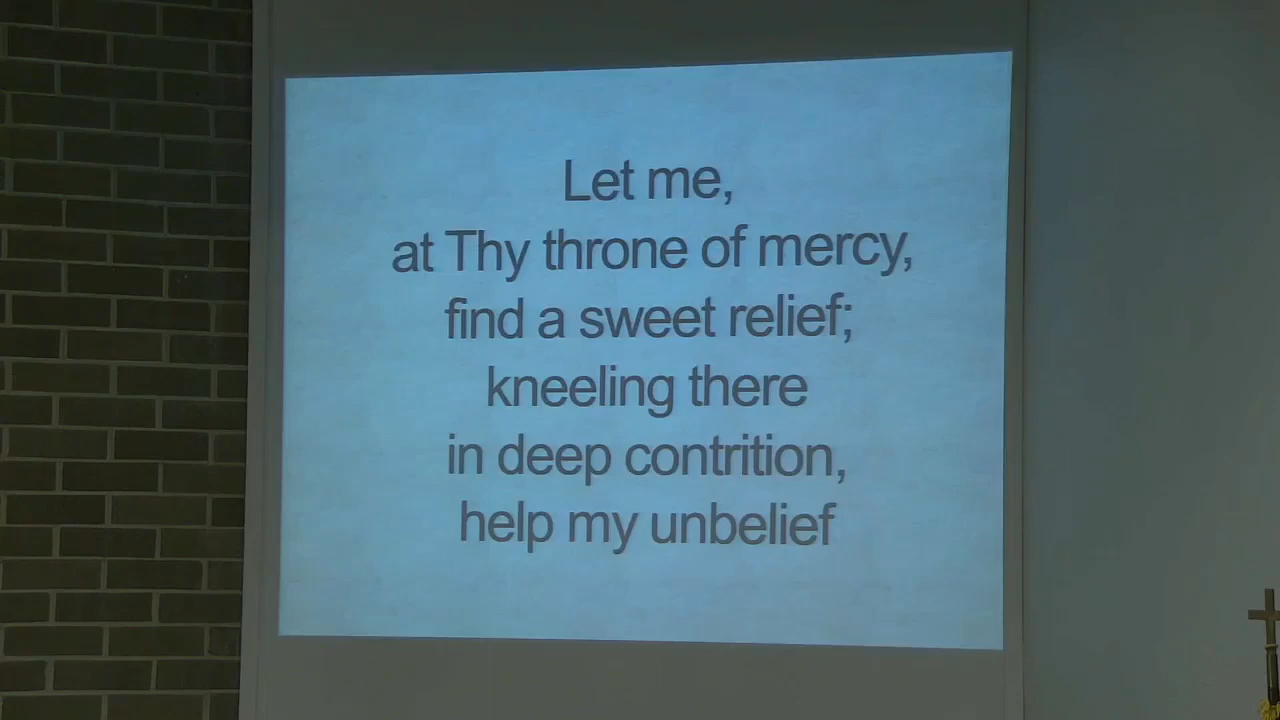 Let me,
at Thy throne of mercy,
find a sweet relief;
kneeling there
in deep contrition,
help my unbelief